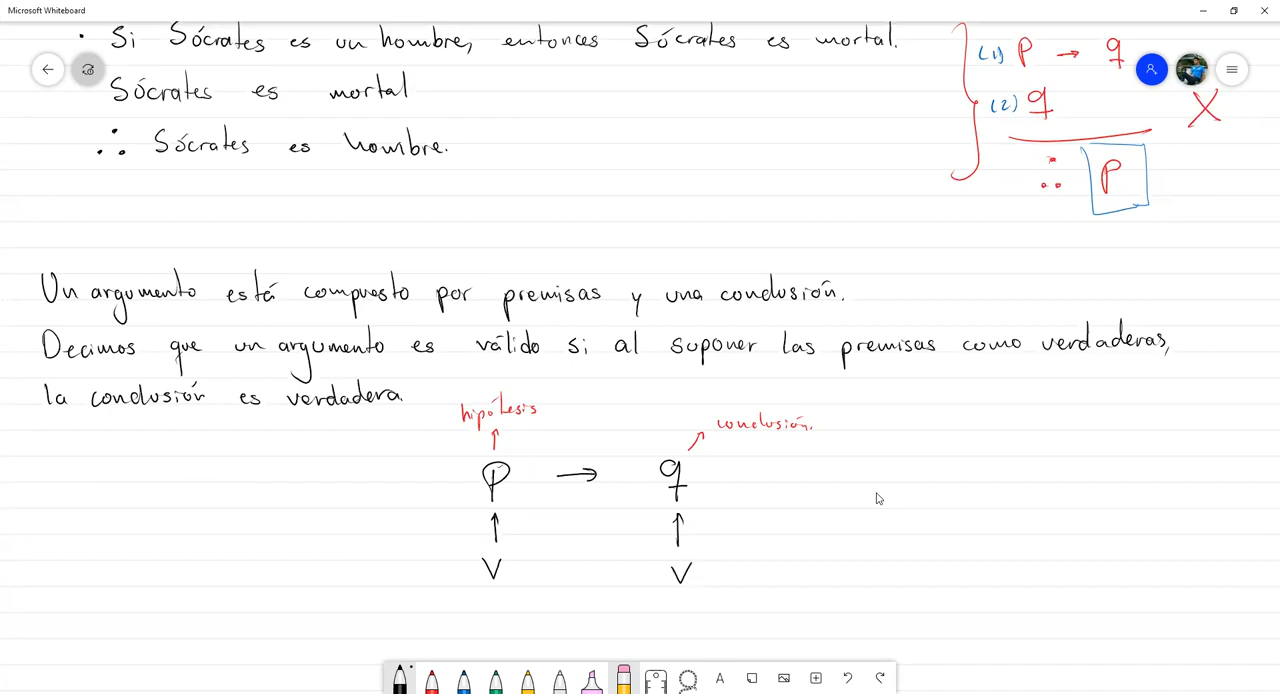 Microsoft Whiteboard
• Si Sócrates es un hombre, entonces Sócrates es mortal.
Sócrates es mortal
∴ Sócrates es hombre.
(1) p → q
(2) q X
∴ p
Un argumento está compuesto por premisas y una conclusión.
Decimos que un argumento es válido si al suponer las premisas como verdaderas,
la conclusión es verdadera.
hipótesis conclusión.
p → q
V V
A